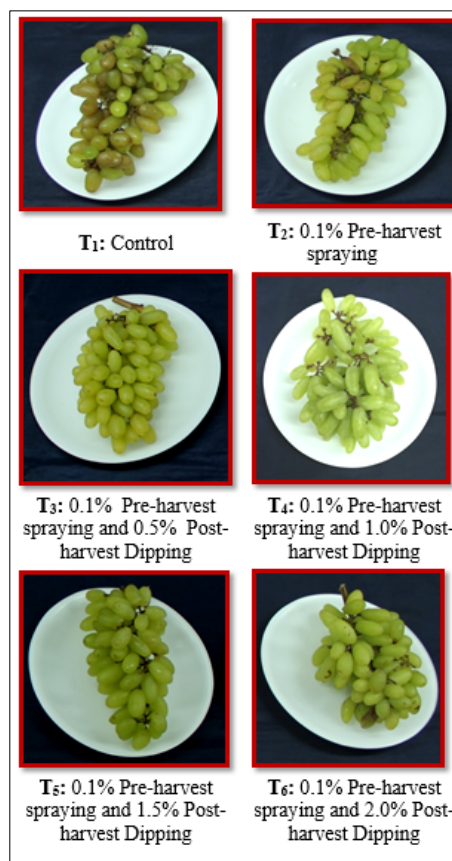 T₁: Control
T₂: 0.1% Pre-harvest
spraying
T₃: 0.1% Pre-harvest
spraying and 0.5% Post-
harvest Dipping
T₄: 0.1% Pre-harvest
spraying and 1.0% Post-
harvest Dipping
T₅: 0.1% Pre-harvest
spraying and 1.5% Post-
harvest Dipping
T₆: 0.1% Pre-harvest
spraying and 2.0% Post-
harvest Dipping